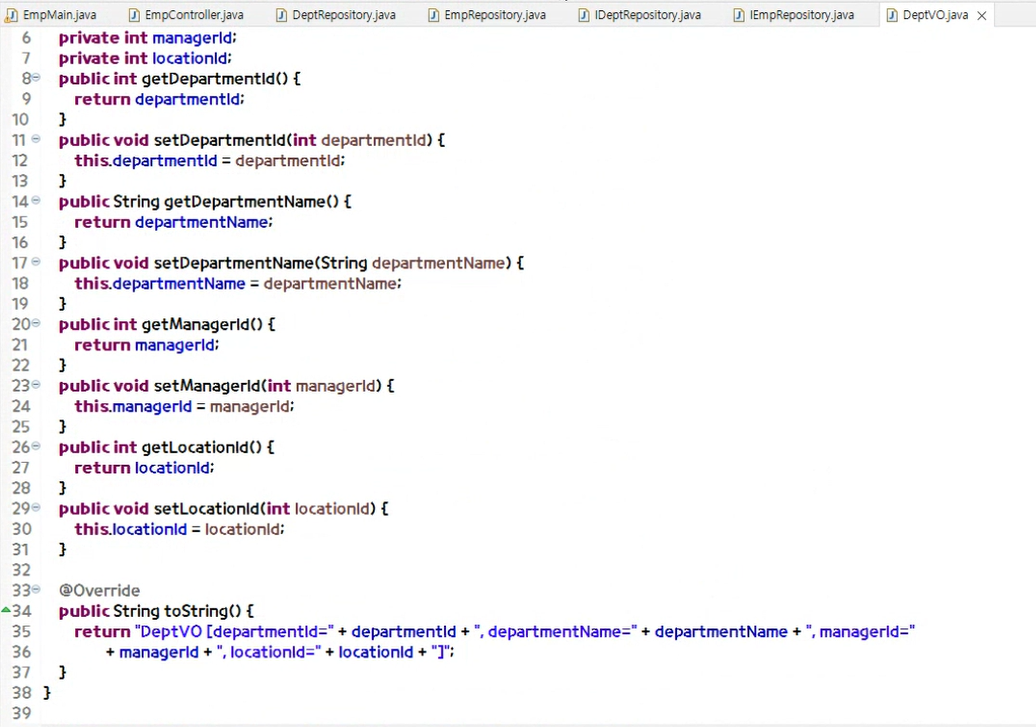 EmpMain.java EmpController.java DeptRepository.java EmpRepository.java IDeptRepository.java IEmpRepository.java DeptVO.java
6 private int managerId;
7 private int locationId;
8 public int getDepartmentId() {
9 return departmentId;
10 }
11 public void setDepartmentId(int departmentId) {
12 this.departmentId = departmentId;
13 }
14 public String getDepartmentName() {
15 return departmentName;
16 }
17 public void setDepartmentName(String departmentName) {
18 this.departmentName = departmentName;
19 }
20 public int getManagerId() {
21 return managerId;
22 }
23 public void setManagerId(int managerId) {
24 this.managerId = managerId;
25 }
26 public int getLocationId() {
27 return locationId;
28 }
29 public void setLocationId(int locationId) {
30 this.locationId = locationId;
31 }
32
33 @Override
34 public String toString() {
35 return "DeptVO [departmentId=" + departmentId + ", departmentName=" + departmentName + ", managerId="
36 + managerId + ", locationId=" + locationId + "]";
37 }
38 }
39